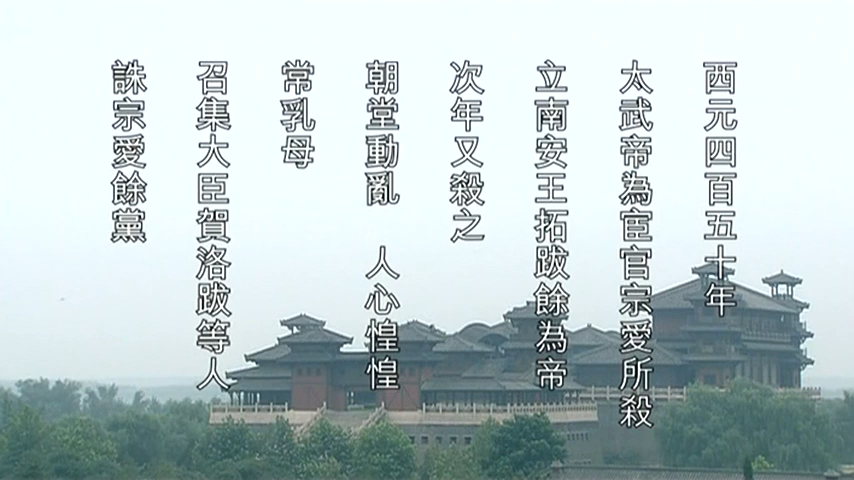 西元四百五十年
太武帝為宦官宗愛所殺
立南安王拓跋餘為帝
次年又殺之
朝堂動亂　人心惶惶
常乳母
召集大臣賀洛跋等人
誅宗愛餘黨